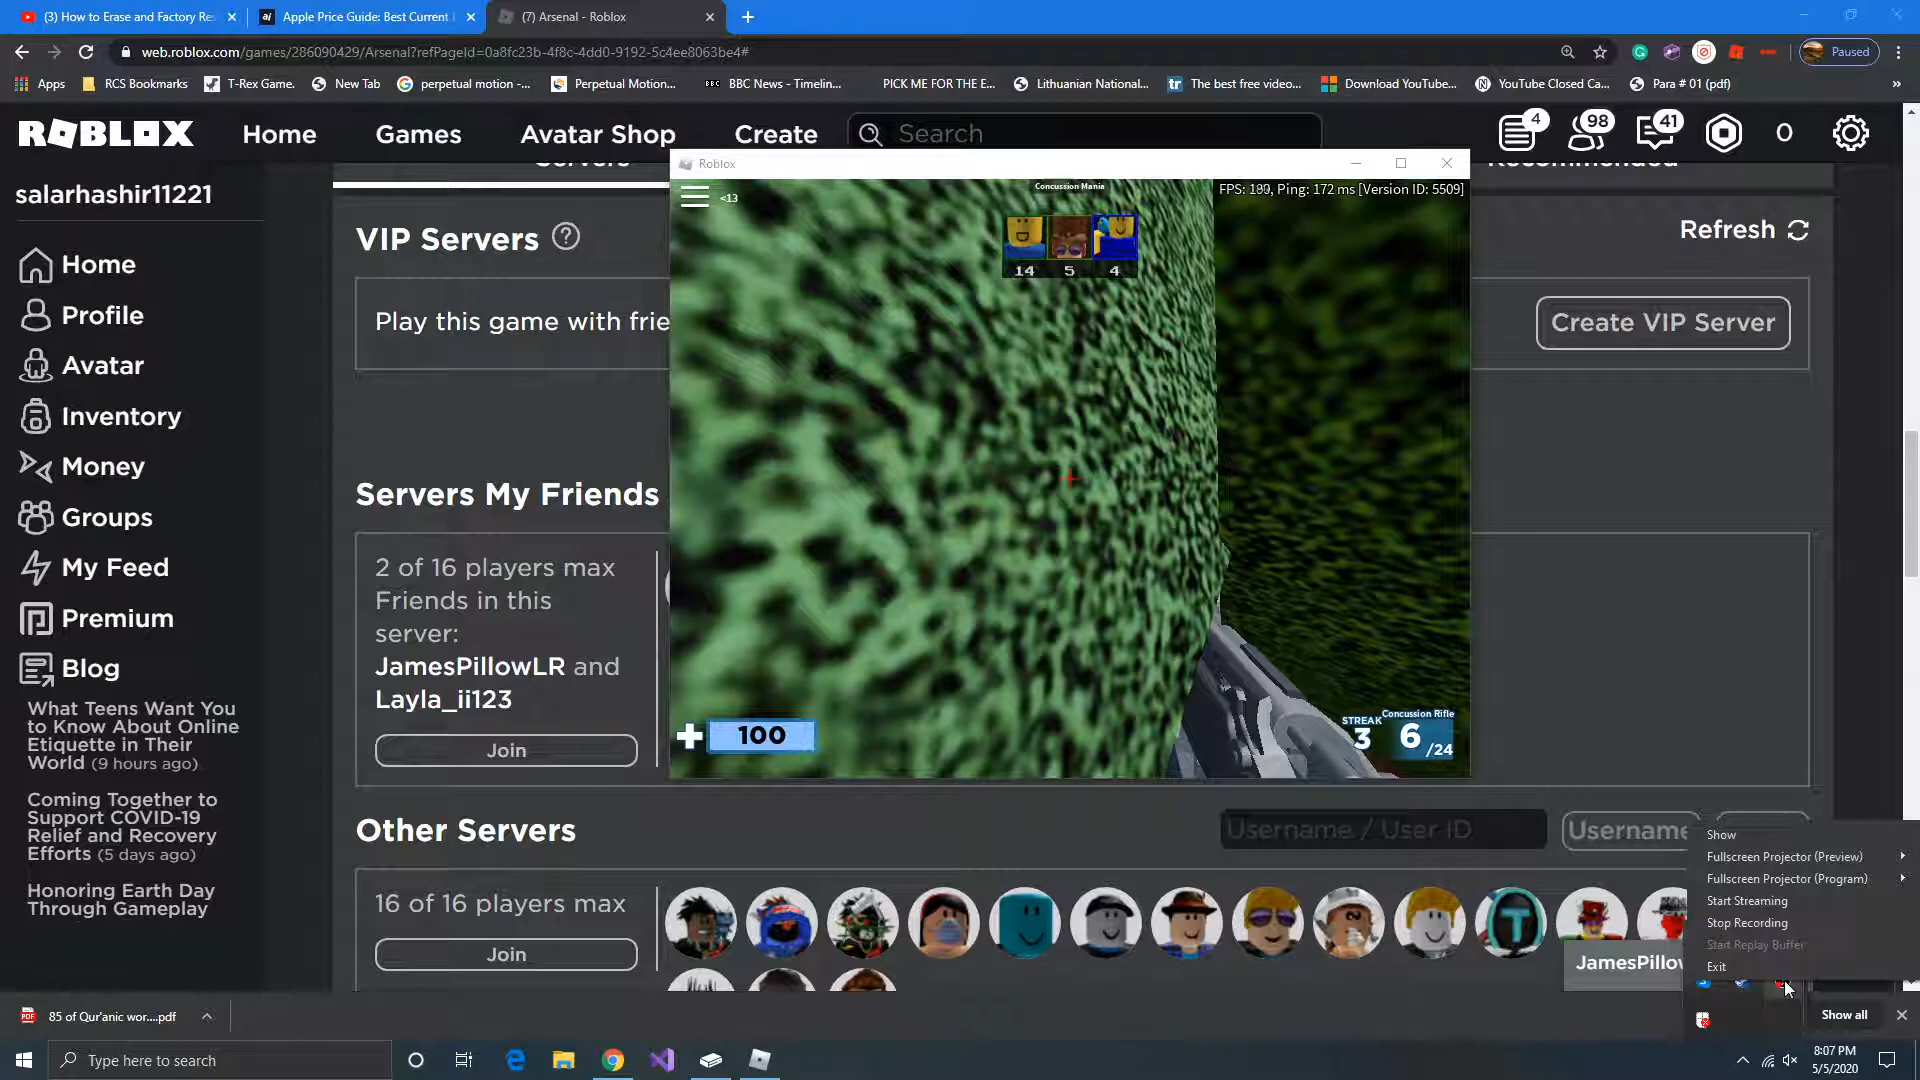 (3) How to Erase and Factory Res
Apple Price Guide: Best Current
(7) Arsenal - Roblox
web.roblox.com/games/286090429/Arsenal?refPageId=0a8fc23b-4f8c-4dd0-9192-5c4ee8063be4#
Paused
Apps
RCS Bookmarks
T-Rex Game.
New Tab
perpetual motion -...
Perpetual Motion...
BBC News - Timelin...
PICK ME FOR THE E...
Lithuanian National...
The best free video...
Download YouTube...
YouTube Closed Ca...
Para # 01 (pdf)
ROBLOX
Home
Games
Avatar Shop
Create
Search
4
98
41
0
salarhashir11221
Home
Profile
Avatar
Inventory
Money
Groups
My Feed
Premium
Blog
What Teens Want You
to Know About Online
Etiquette in Their
World (9 hours ago)
Coming Together to
Support COVID-19
Relief and Recovery
Efforts (5 days ago)
Honoring Earth Day
Through Gameplay
Servers
Recommended
VIP Servers
Refresh
Play this game with frie
Create VIP Server
Servers My Friends
2 of 16 players max
Friends in this
server:
JamesPillowLR and
Layla_ii123
Join
Other Servers
Username / User ID
Username
16 of 16 players max
Join
JamesPillow
Roblox
<13
Concussion Mania
FPS: 199, Ping: 172 ms [Version ID: 5509]
14
5
4
100
STREAK
3
Concussion Rifle
6
/24
Show
Fullscreen Projector (Preview)
Fullscreen Projector (Program)
Start Streaming
Stop Recording
Start Replay Buffer
Exit
85 of Qur'anic wor....pdf
Show all
Type here to search
8:07 PM
5/5/2020